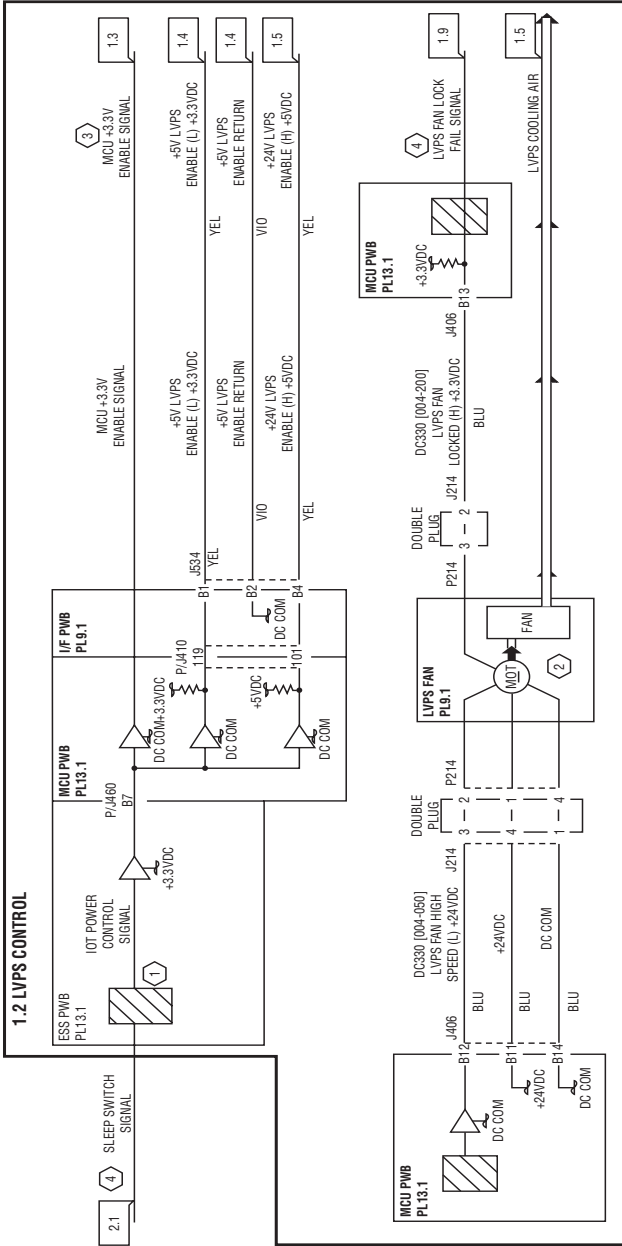 1.2 LVPS CONTROL
2.1
4
SLEEP SWITCH
SIGNAL
ESS PWB
PL13.1
1
IOT POWER
CONTROL
SIGNAL
+3.3VDC
P/J460
B7
MCU PWB
PL13.1
DC COM
+3.3VDC
DC COM
+5VDC
DC COM
P/J410
119
101
I/F PWB
PL9.1
J534
B1
B2
B4
DC COM
YEL
VIO
YEL
MCU +3.3V
ENABLE SIGNAL
+5V LVPS
ENABLE (L) +3.3VDC
+5V LVPS
ENABLE RETURN
+24V LVPS
ENABLE (H) +5VDC
YEL
VIO
YEL
3
MCU +3.3V
ENABLE SIGNAL
+5V LVPS
ENABLE (L) +3.3VDC
+5V LVPS
ENABLE RETURN
+24V LVPS
ENABLE (H) +5VDC
1.3
1.4
1.4
1.5
MCU PWB
PL13.1
DC COM
+24VDC
DC COM
J406
B12
B11
B14
BLU
BLU
BLU
DC330 [004-050]
LVPS FAN HIGH
SPEED (L) +24VDC
+24VDC
DC COM
J214
DOUBLE
PLUG
3 2
4 1
1 4
P214
LVPS FAN
PL9.1
MOT
FAN
2
P214
DOUBLE
PLUG
3 2
J214
DC330 [004-200]
LVPS FAN
LOCKED (H) +3.3VDC
BLU
J406
B13
MCU PWB
PL13.1
+3.3VDC
4
LVPS FAN LOCK
FAIL SIGNAL
1.9
LVPS COOLING AIR
1.5